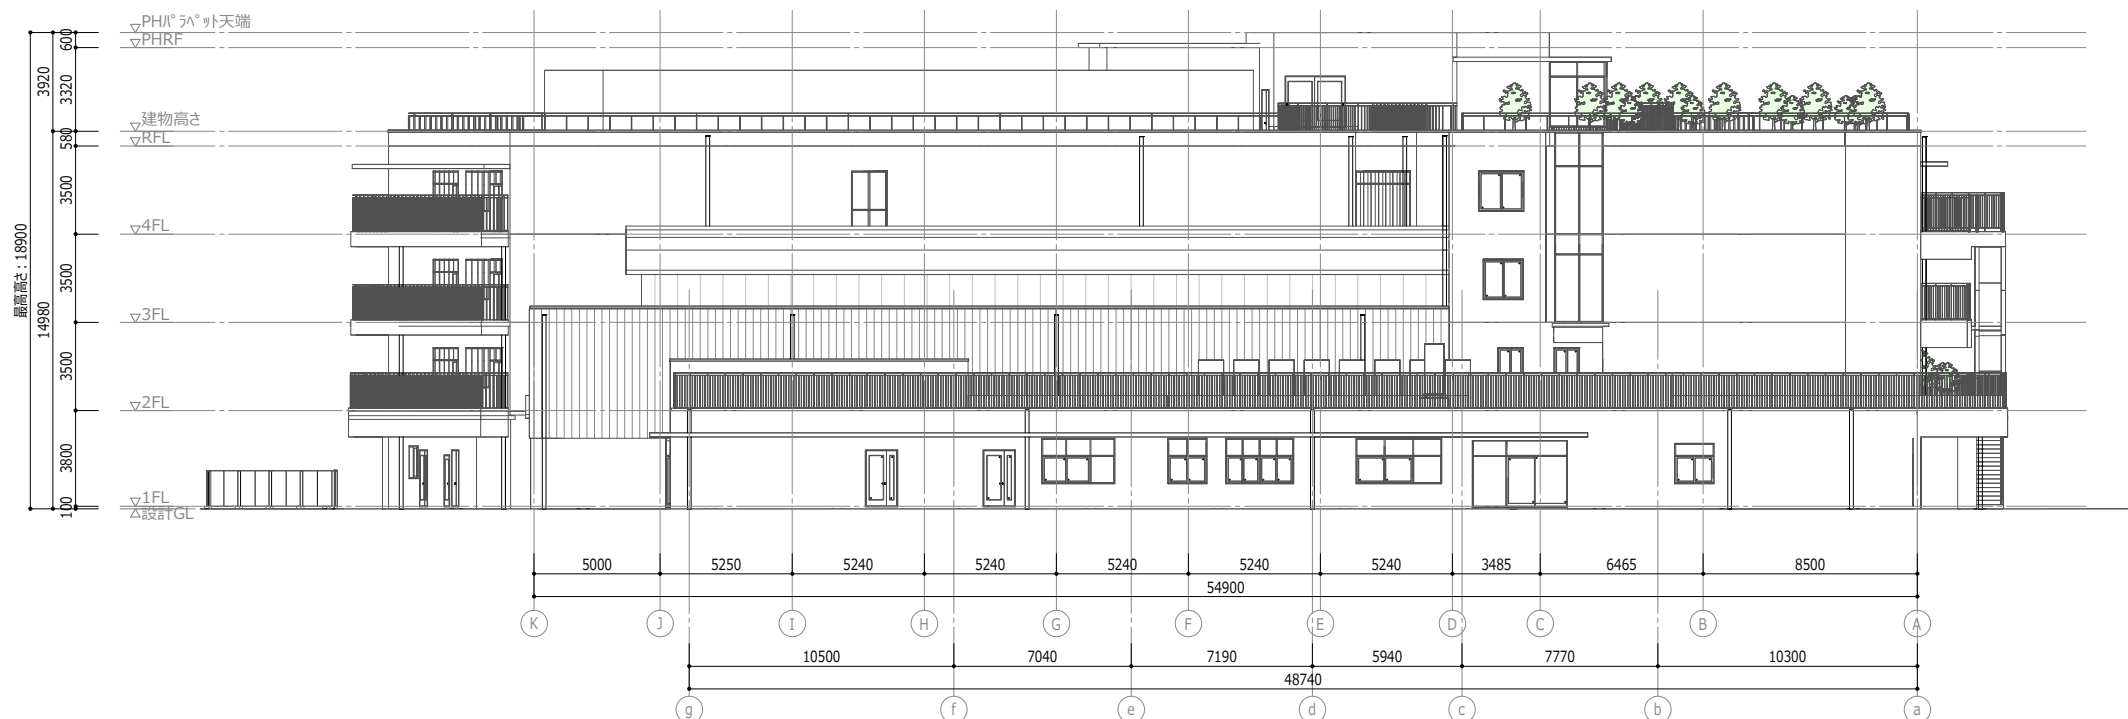 PHパラペット天端
PHRF
建物高さ
RFL
4FL
3FL
2FL
1FL
設計GL
600
3320
580
3500
3500
3500
3800
100
3920
14980
最高高さ：18900
5000 5250 5240 5240 5240 5240 5240 3485 6465 8500
54900
K J I H G F E D C B A
10500 7040 7190 5940 7770 10300
48740
g f e d c b a